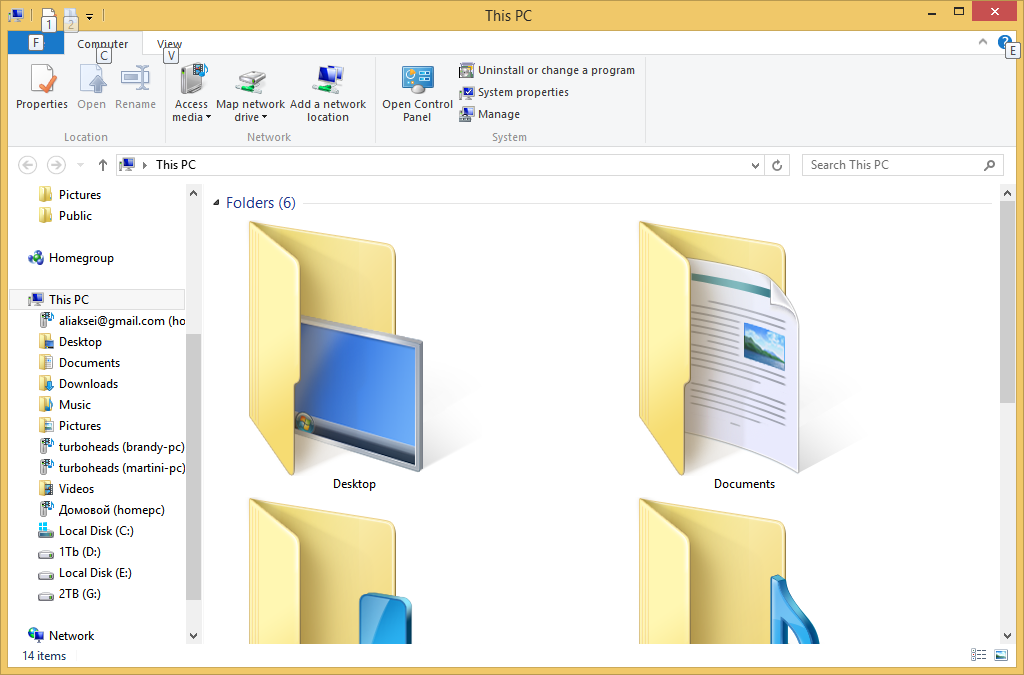 This PC
1
2
F
Computer
View
C
V
E
Properties
Open
Rename
Access media
Map network drive
Add a network location
Open Control Panel
Uninstall or change a program
System properties
Manage
Location
Network
System
This PC
Search This PC
Pictures
Public
Homegroup
This PC
aliaksei@gmail.com (ho
Desktop
Documents
Downloads
Music
Pictures
turboheads (brandy-pc)
turboheads (martini-pc)
Videos
Домовой (homepc)
Local Disk (C:)
1Tb (D:)
Local Disk (E:)
2TB (G:)
Network
Folders (6)
Desktop
Documents
14 items